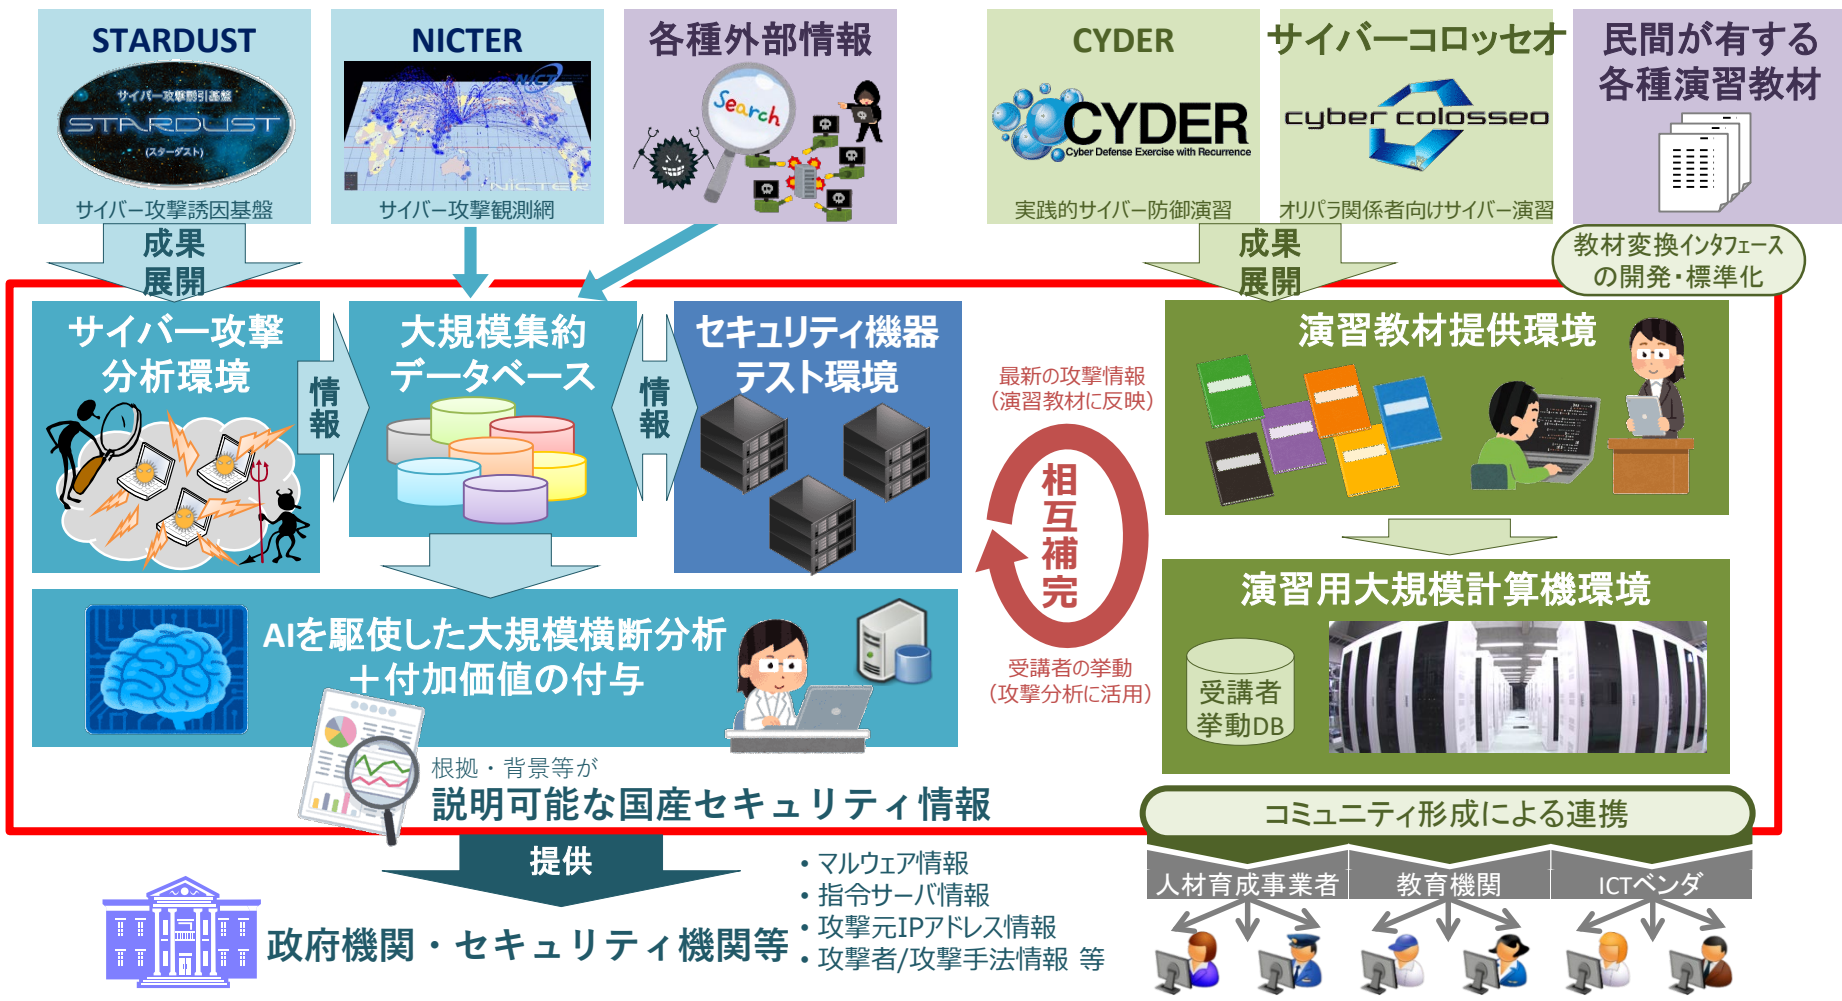 STARDUST
サイバー攻撃誘引基盤
STARDUST
(スターダスト)
サイバー攻撃誘因基盤
NICTER
NICT
NICTER
サイバー攻撃観測網
各種外部情報
Search
CYDER
CYDER
Cyber Defense Exercise with Recurrence
実践的サイバー防御演習
サイバーコロッセオ
cyber colosseo
オリパラ関係者向けサイバー演習
民間が有する
各種演習教材
成果
展開
成果
展開
教材変換インタフェース
の開発・標準化
サイバー攻撃
分析環境
情報
大規模集約
データベース
情報
セキュリティ機器
テスト環境
最新の攻撃情報
（演習教材に反映）
相互補完
受講者の挙動
（攻撃分析に活用）
演習教材提供環境
演習用大規模計算機環境
受講者
挙動DB
AIを駆使した大規模横断分析
＋付加価値の付与
根拠・背景等が
説明可能な国産セキュリティ情報
コミュニティ形成による連携
人材育成事業者
教育機関
ICTベンダ
提供
政府機関・セキュリティ機関等
・マルウェア情報
・指令サーバ情報
・攻撃元IPアドレス情報
・攻撃者/攻撃手法情報 等